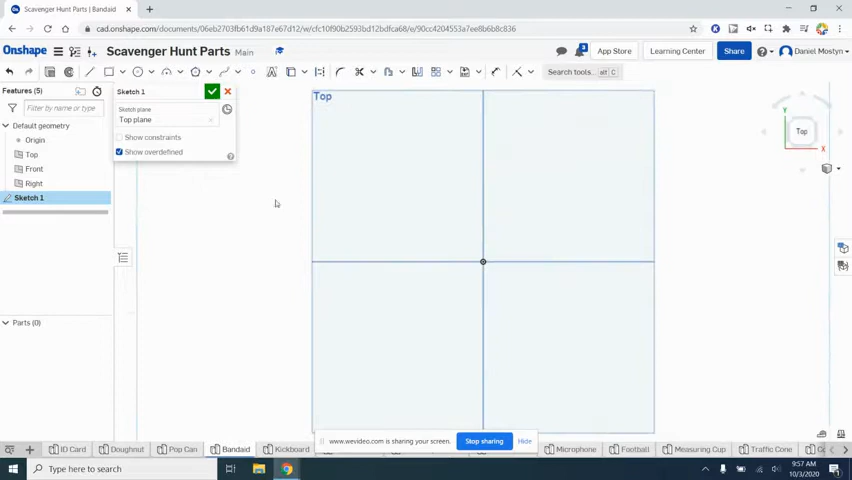 Scavenger Hunt Parts | Bandaid
cad.onshape.com/documents/06eb2703fb61d9a187e67d12/w/cfc10f90b2593bd12bdfca68/e/90cc4204553a7ee8b6b8c836
Onshape
Scavenger Hunt Parts Main
3
App Store
Learning Center
Share
Daniel Mostyn
Search tools... alt C
Features (5)
Filter by name or type
Default geometry
Origin
Top
Front
Right
Sketch 1
Parts (0)
Sketch 1
Sketch plane
Top plane
Show constraints
Show overdefined
Top
Y
Top
X
www.wevideo.com is sharing your screen. Stop sharing Hide
ID Card
Doughnut
Pop Can
Bandaid
Kickboard
Microphone
Football
Measuring Cup
Traffic Cone
Type here to search
9:57 AM
10/3/2020